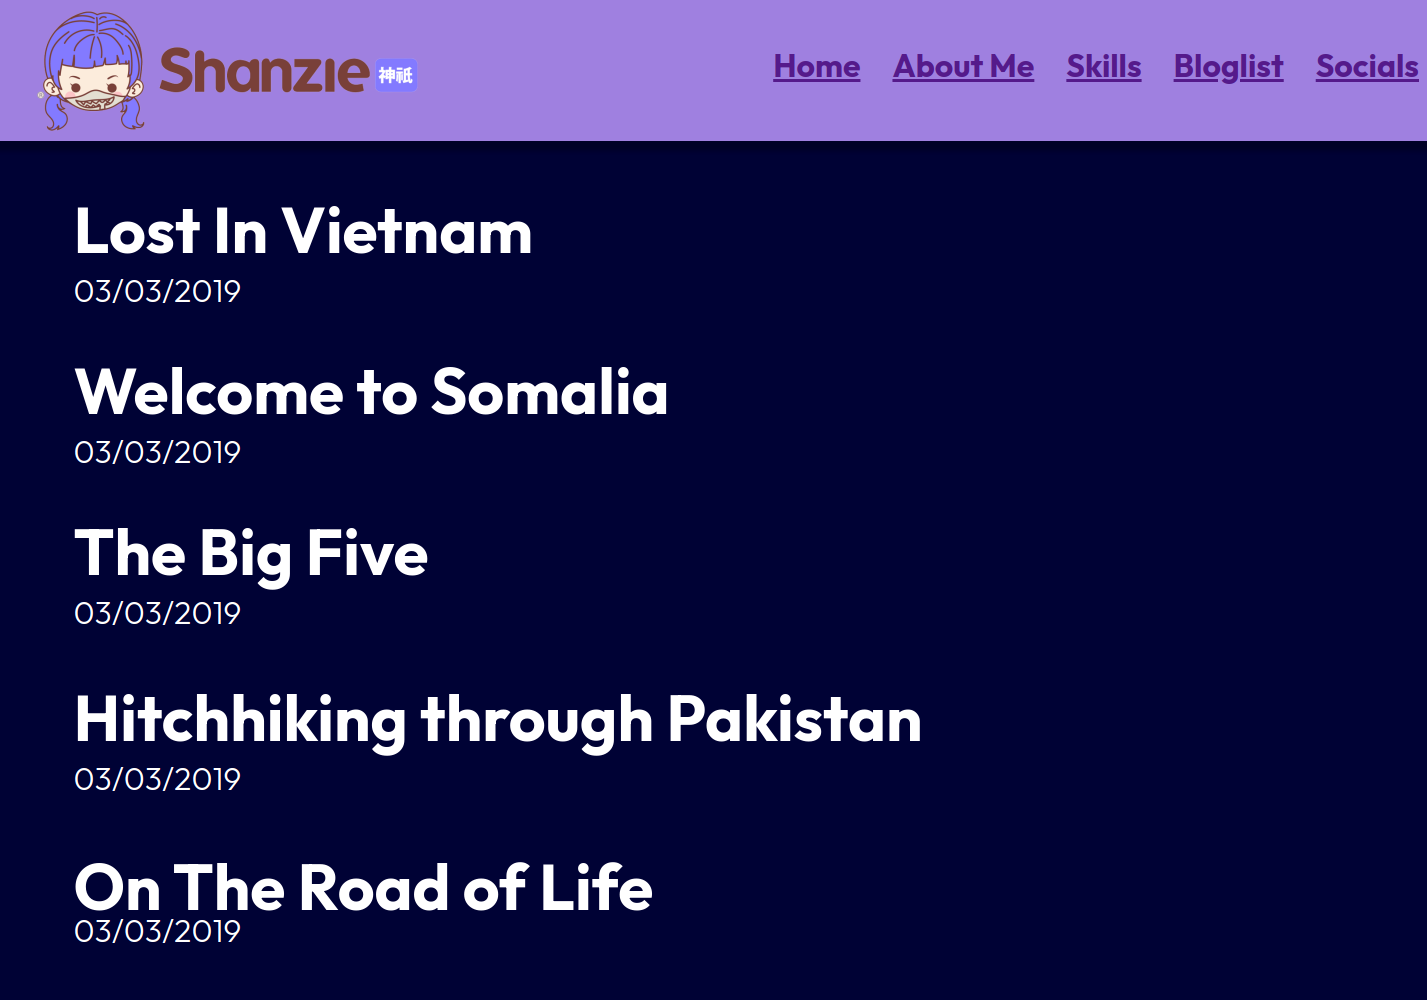 Shanzie 神祇
Home About Me Skills Bloglist Socials
Lost In Vietnam
03/03/2019
Welcome to Somalia
03/03/2019
The Big Five
03/03/2019
Hitchhiking through Pakistan
03/03/2019
On The Road of Life
03/03/2019